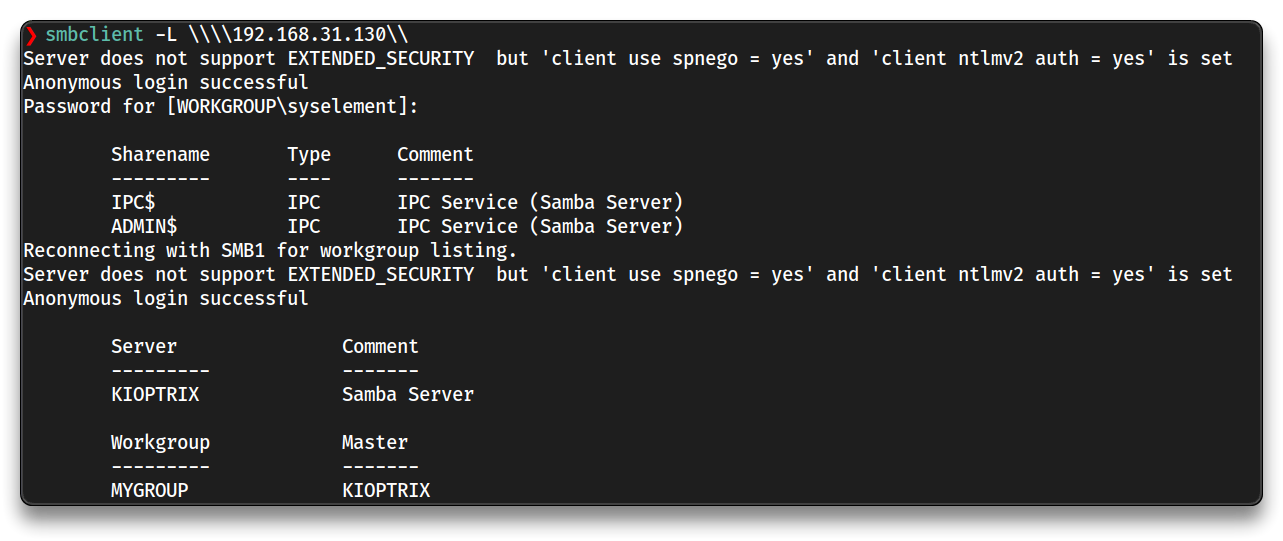 ❯ smbclient -L \\\\192.168.31.130\\
Server does not support EXTENDED_SECURITY  but 'client use spnego = yes' and 'client ntlmv2 auth = yes' is set
Anonymous login successful
Password for [WORKGROUP\syselement]:
        Sharename       Type      Comment
        ---------       ----      -------
        IPC$            IPC       IPC Service (Samba Server)
        ADMIN$          IPC       IPC Service (Samba Server)
Reconnecting with SMB1 for workgroup listing.
Server does not support EXTENDED_SECURITY  but 'client use spnego = yes' and 'client ntlmv2 auth = yes' is set
Anonymous login successful
        Server               Comment
        ---------            -------
        KIOPTRIX             Samba Server
        Workgroup            Master
        ---------            -------
        MYGROUP              KIOPTRIX